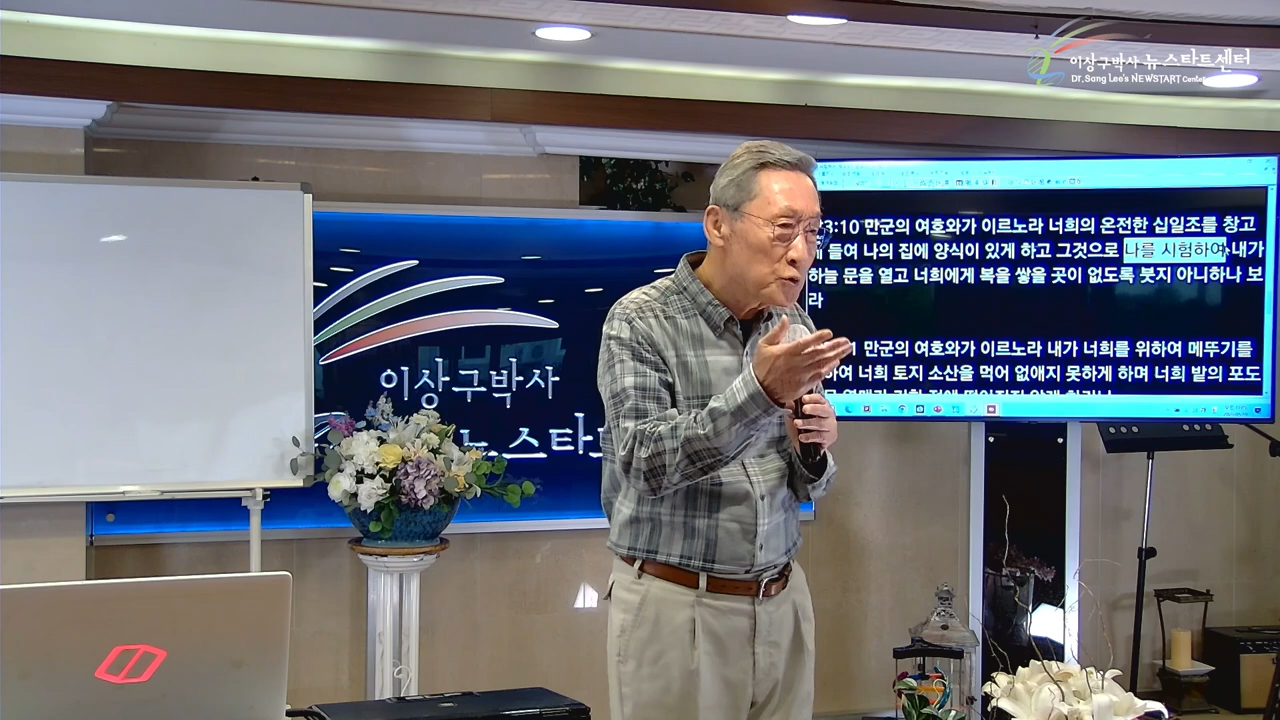 이상구박사 뉴스타트센터
Dr. Sang Lee's NEWSTART Center
이상구박사
뉴스타트
3:10 만군의 여호와가 이르노라 너희의 온전한 십일조를 창고
에 들여 나의 집에 양식이 있게 하고 그것으로 나를 시험하여 내가
하늘 문을 열고 너희에게 복을 쌓을 곳이 없도록 붓지 아니하나 보
라
만군의 여호와가 이르노라 내가 너희를 위하여 메뚜기를
하여 너희 토지 소산을 먹어 없애지 못하게 하며 너희 밭의 포도